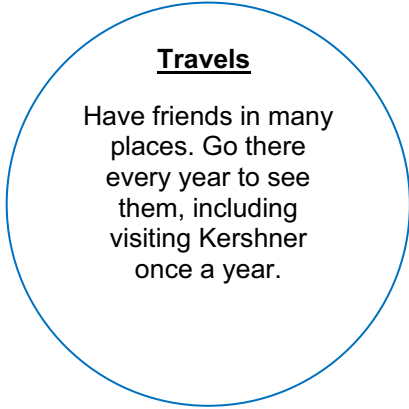 Travels
Have friends in many
places. Go there
every year to see
them, including
visiting Kershner
once a year.